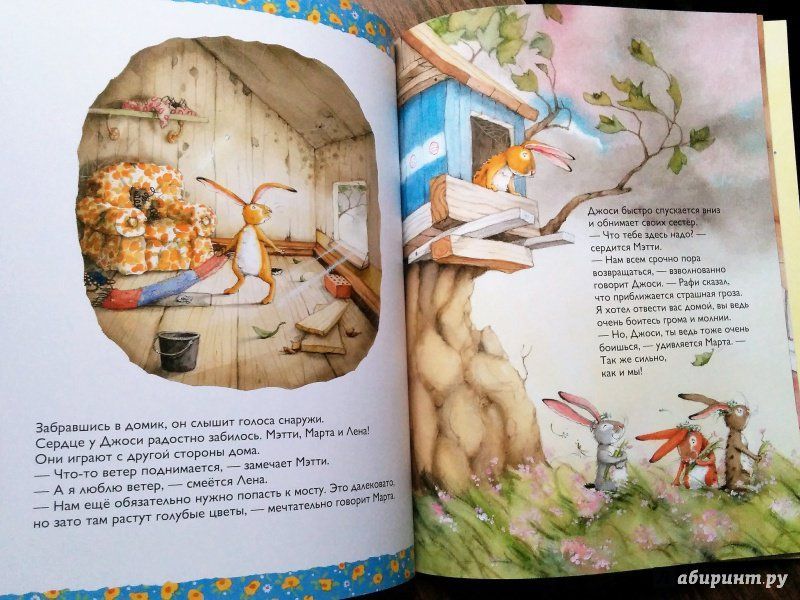 Забравшись в домик, он слышит голоса снаружи.
Сердце у Джоси радостно забилось. Мэтти, Марта и Лена!
Они играют с другой стороны дома.
— Что-то ветер поднимается, — замечает Мэтти.
— А я люблю ветер, — смеётся Лена.
— Нам ещё обязательно нужно попасть к мосту. Это далековато,
но зато там растут голубые цветы, — мечтательно говорит Марта.
Джоси быстро спускается вниз
и обнимает своих сестёр.
— Что тебе здесь надо? —
сердится Мэтти.
— Нам всем срочно пора
возвращаться, — взволнованно
говорит Джоси. — Рафи сказал,
что приближается страшная гроза.
Я хотел отвести вас домой, вы ведь
очень боитесь грома и молнии.
— Но, Джоси, ты ведь тоже очень
боишься, — удивляется Марта. —
Так же сильно,
как и мы!
абиринт.ру